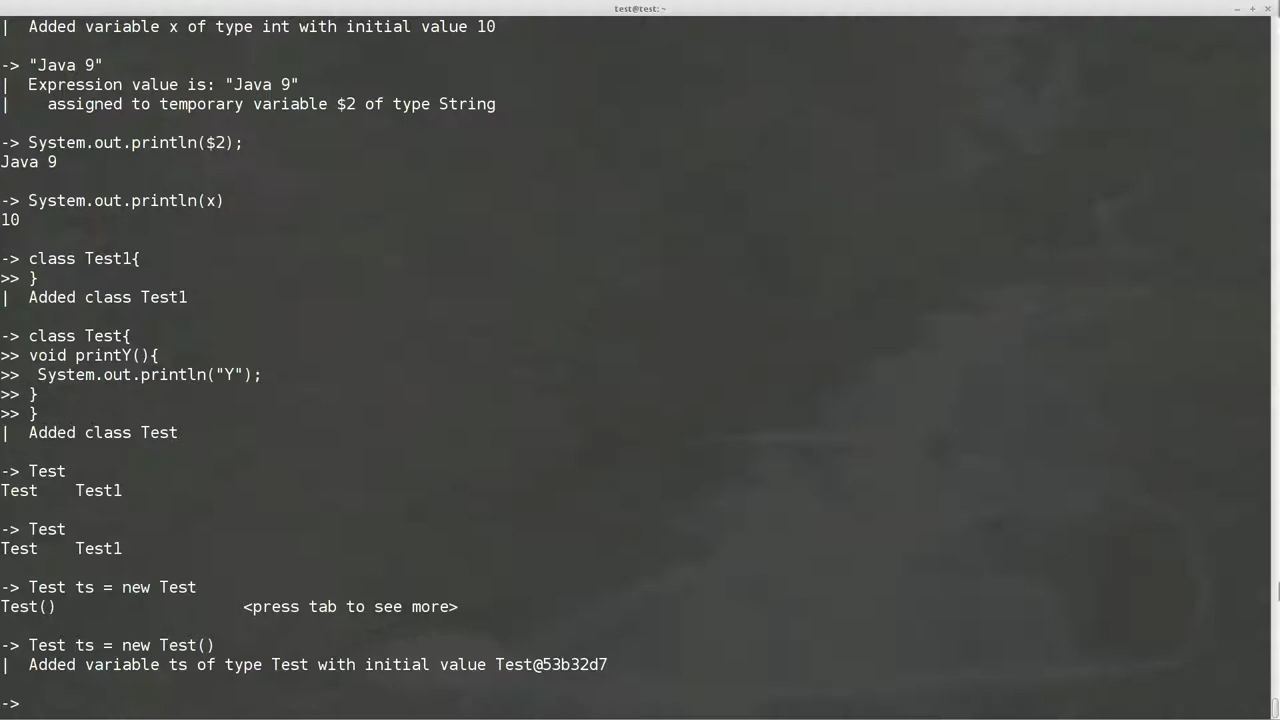 test@test:~
|  Added variable x of type int with initial value 10
-> "Java 9"
|  Expression value is: "Java 9"
|    assigned to temporary variable $2 of type String
-> System.out.println($2);
Java 9
-> System.out.println(x)
10
-> class Test1{
>> }
|  Added class Test1
-> class Test{
>> void printY(){
>>  System.out.println("Y");
>> }
>> }
|  Added class Test
-> Test
Test    Test1
-> Test
Test    Test1
-> Test ts = new Test
Test()                    <press tab to see more>
-> Test ts = new Test()
|  Added variable ts of type Test with initial value Test@53b32d7
->